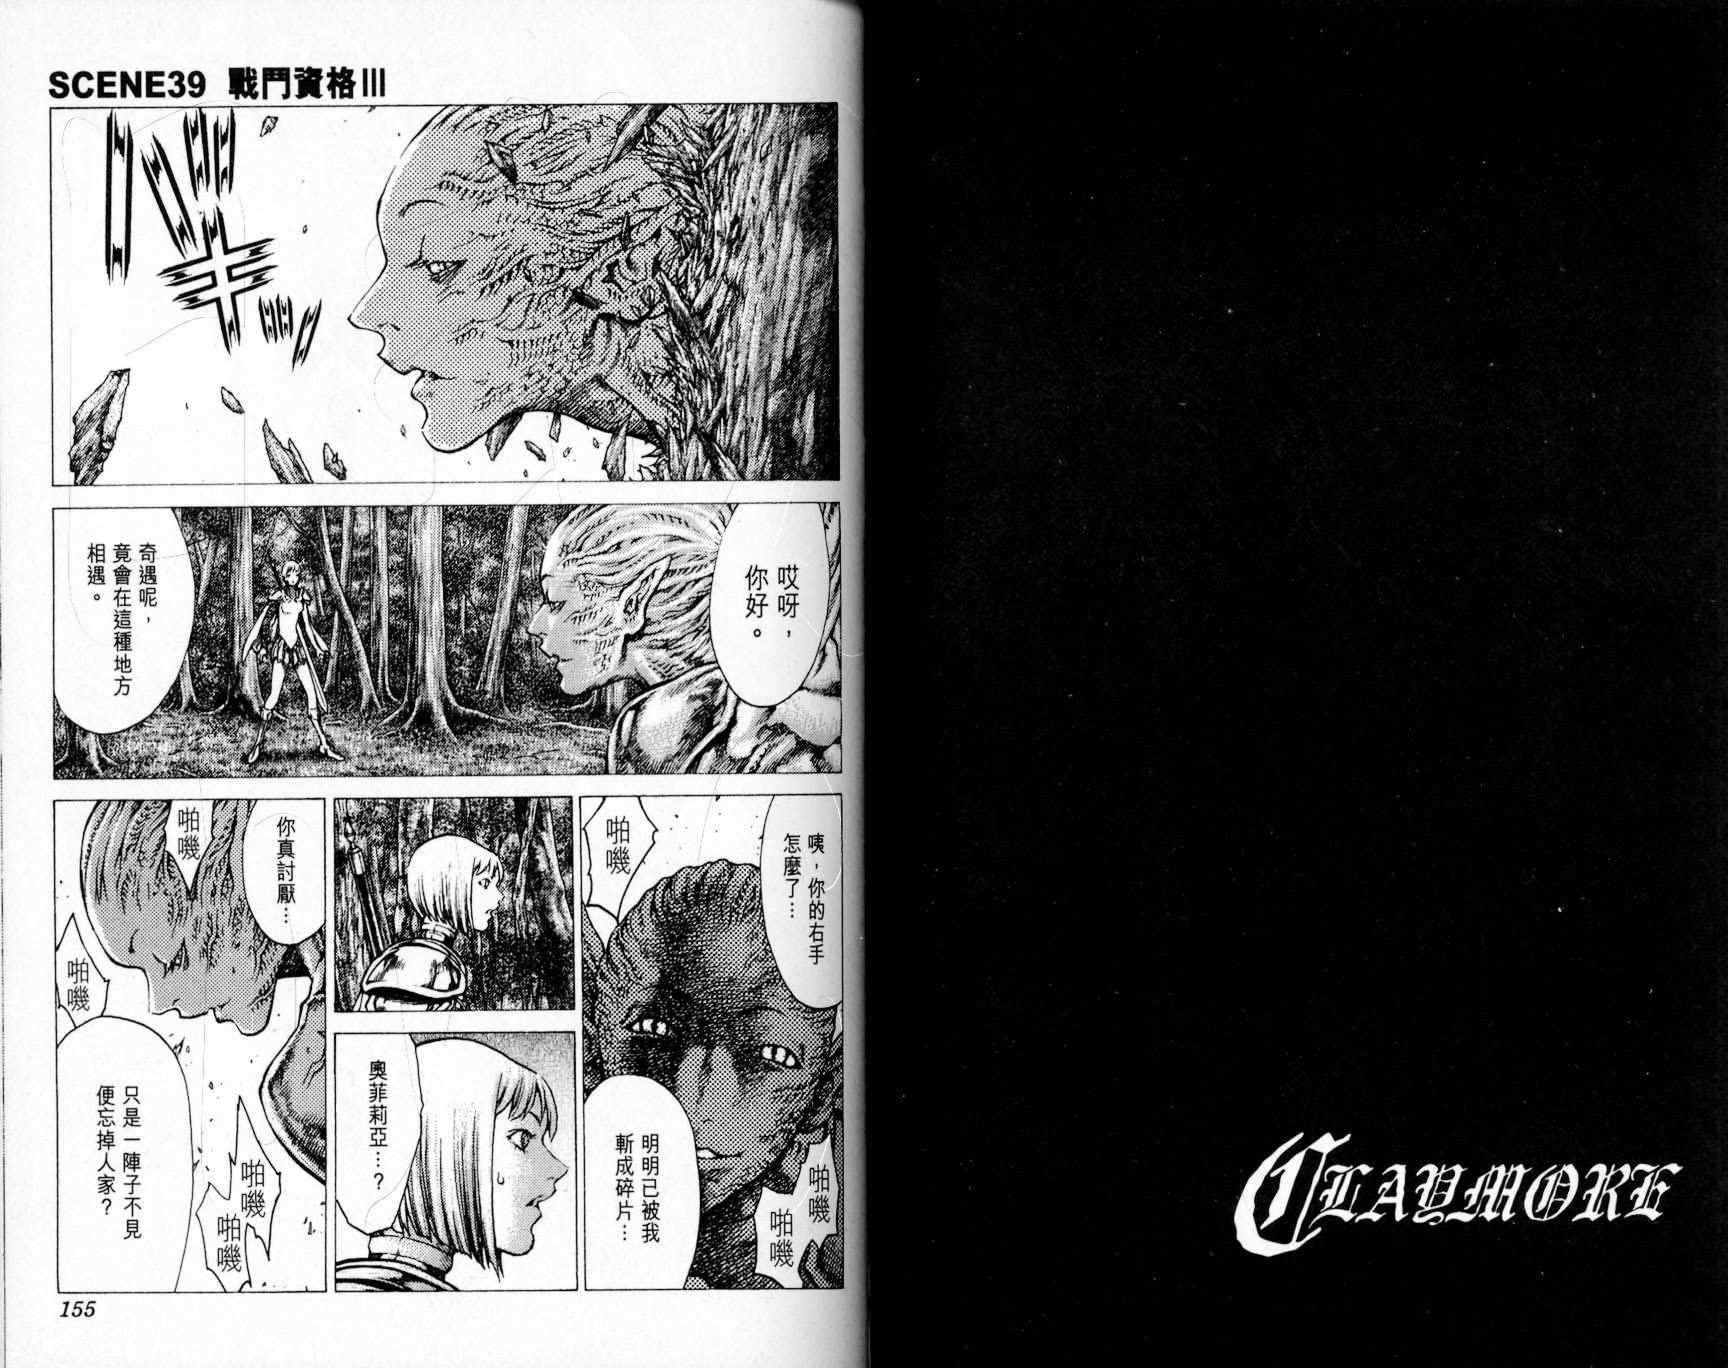 CLAYMORE
SCENE39 戰鬥資格III
哎呀，
你好。
奇遇呢，
竟會在這種地方
相遇。
咦，你的右手
怎麼了…
啪嘰
明明已被我
斬成碎片…
啪嘰
啪嘰
奧菲莉亞…？
你真討厭…
啪嘰
啪嘰
只是一陣子不見
便忘掉人家？
啪嘰
啪嘰
155